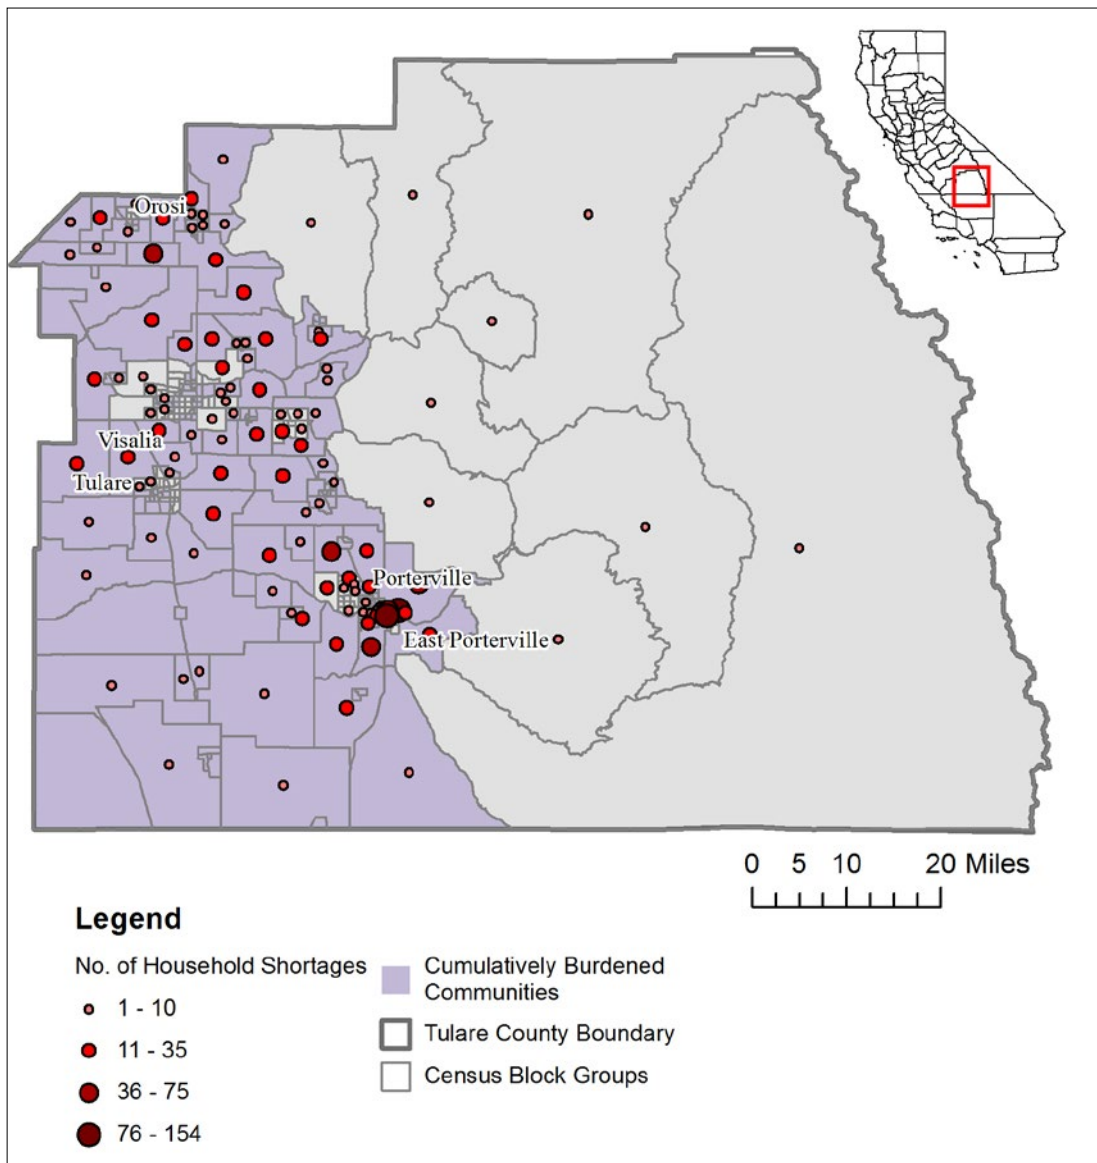 Orosi
Visalia
Tulare
Porterville
East Porterville
0 5 10 20 Miles
Legend
No. of Household Shortages
1 - 10
11 - 35
36 - 75
76 - 154
Cumulatively Burdened
Communities
Tulare County Boundary
Census Block Groups